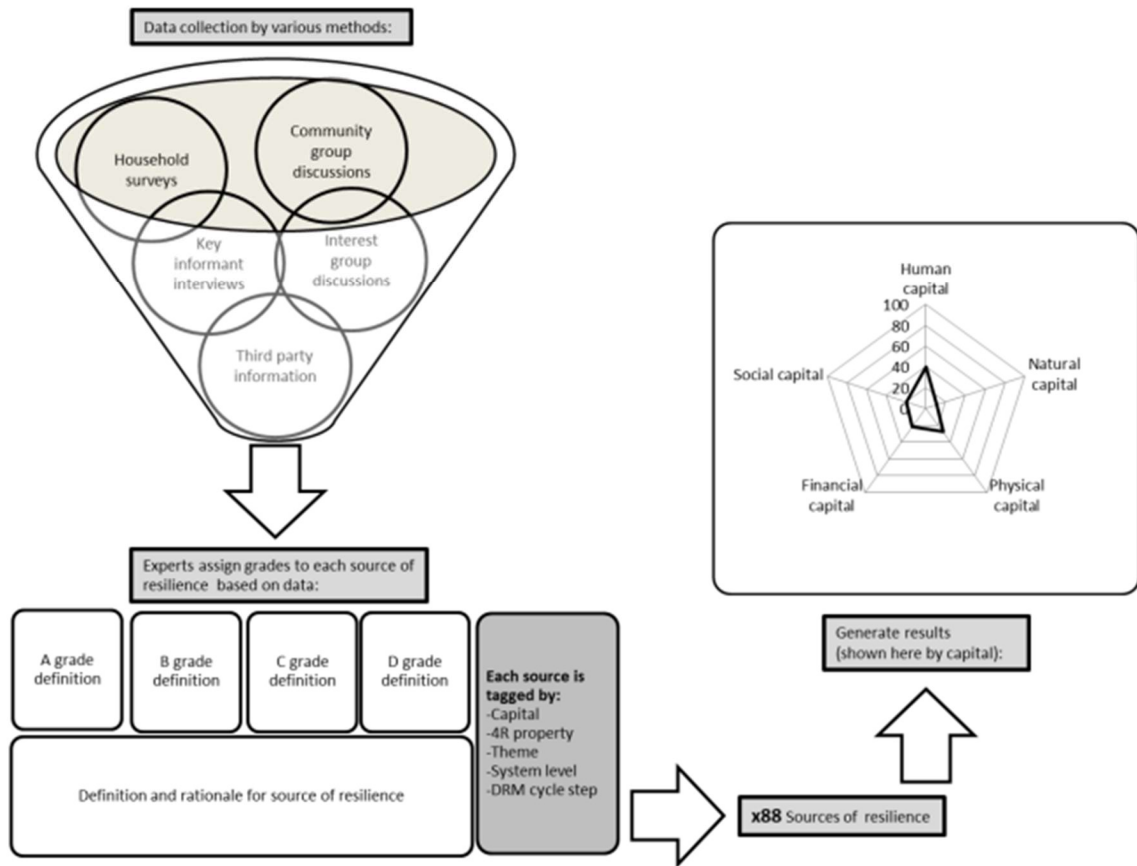 Data collection by various methods:
Household
surveys
Community
group
discussions
Key
informant
interviews
Interest
group
discussions
Third party
information
Experts assign grades to each source of
resilience based on data:
A grade
definition
B grade
definition
C grade
definition
D grade
definition
Definition and rationale for source of resilience
Each source is
tagged by:
-Capital
-4R property
-Theme
-System level
-DRM cycle step
x88 Sources of resilience
Generate results
(shown here by capital):
Human
capital
100
80
60
40
20
0
Social capital
Natural
capital
Financial
capital
Physical
capital